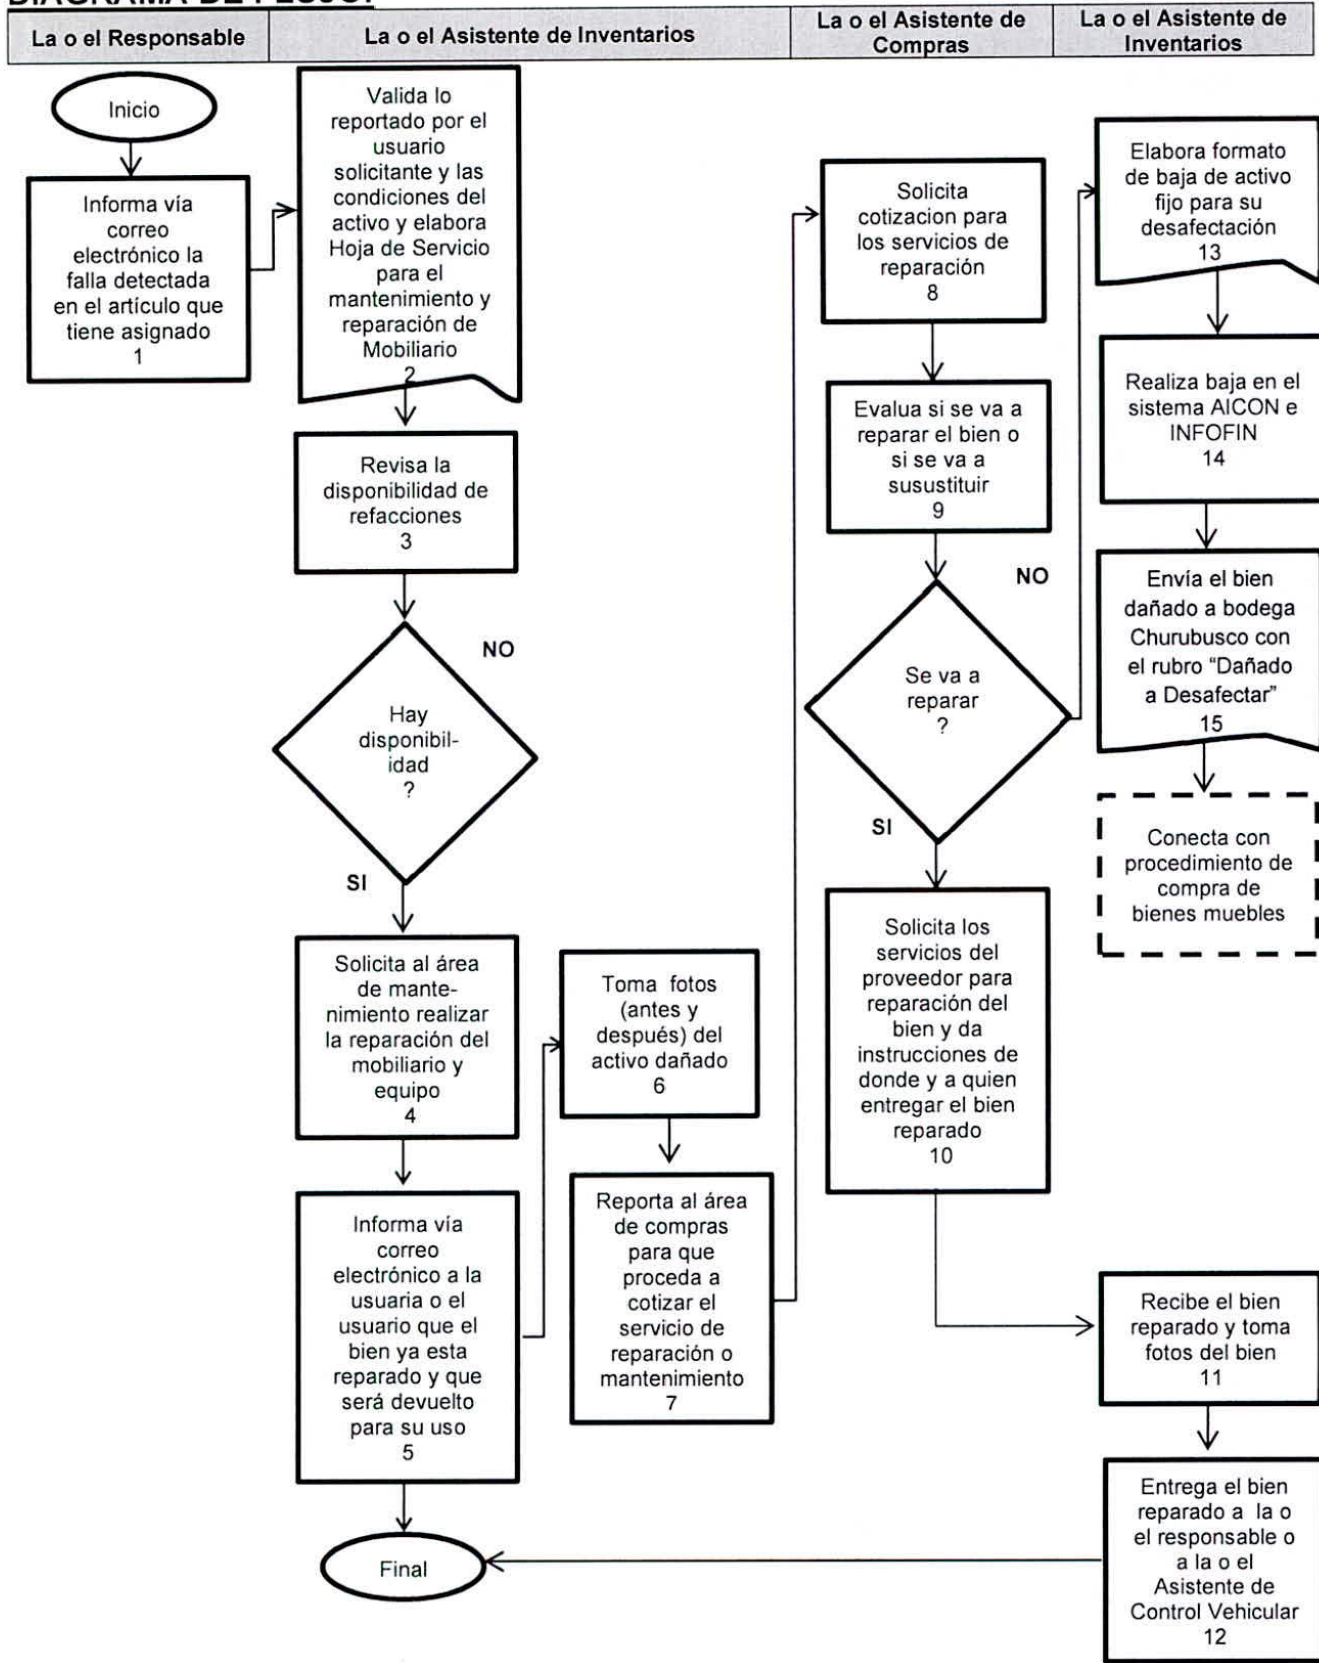 DIAGRAMA DE FLUJO:
La o el Responsable
La o el Asistente de Inventarios
La o el Asistente de
Compras
La o el Asistente de
Inventarios
Inicio
Informa vía
correo
electrónico la
falla detectada
en el artículo que
tiene asignado
1
Valida lo
reportado por el
usuario
solicitante y las
condiciones del
activo y elabora
Hoja de Servicio
para el
mantenimiento y
reparación de
Mobiliario
2
Revisa la
disponibilidad de
refacciones
3
NO
Hay
disponibil-
idad
?
SI
Solicita al área
de mante-
nimiento realizar
la reparación del
mobiliario y
equipo
4
Informa vía
correo
electrónico a la
usuaria o el
usuario que el
bien ya esta
reparado y que
será devuelto
para su uso
5
Final
Toma fotos
(antes y
después) del
activo dañado
6
Reporta al área
de compras
para que
proceda a
cotizar el
servicio de
reparación o
mantenimiento
7
Solicita
cotizacion para
los servicios de
reparación
8
Evalua si se va a
reparar el bien o
si se va a
susustituir
9
NO
Se va a
reparar
?
SI
Solicita los
servicios del
proveedor para
reparación del
bien y da
instrucciones de
donde y a quien
entregar el bien
reparado
10
Recibe el bien
reparado y toma
fotos del bien
11
Entrega el bien
reparado a la o
el responsable o
a la o el
Asistente de
Control Vehicular
12
Elabora formato
de baja de activo
fijo para su
desafectación
13
Realiza baja en el
sistema AICON e
INFOFIN
14
Envía el bien
dañado a bodega
Churubusco con
el rubro “Dañado
a Desafectar”
15
Conecta con
procedimiento de
compra de
bienes muebles